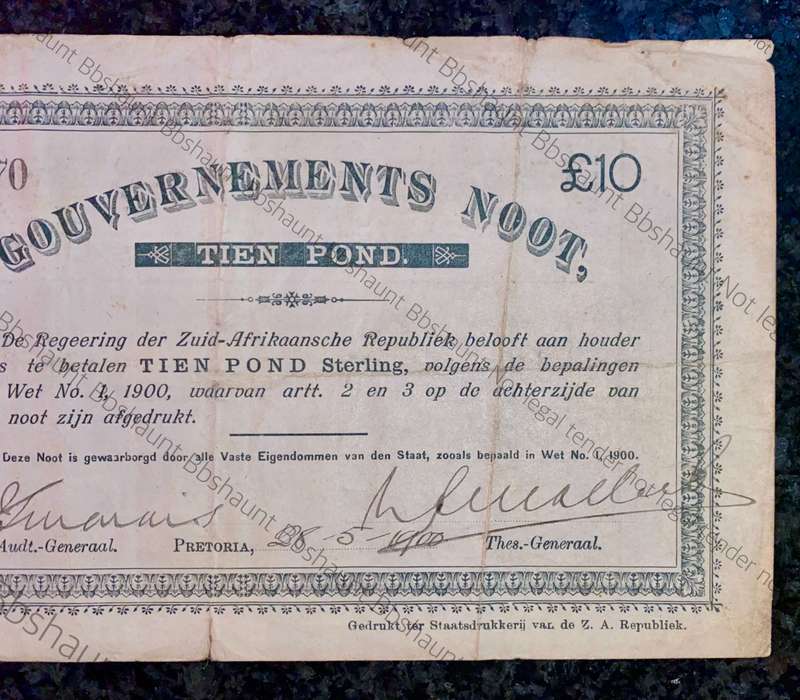 70
£10
GOUVERNEMENTS NOOT,
TIEN POND.
De Regeering der Zuid-Afrikaansche Republiek belooft aan houder
s te betalen TIEN POND Sterling, volgens de bepalingen
Wet No. 1, 1900, waarvan artt. 2 en 3 op de achterzijde van
noot zijn afgedrukt.
Deze Noot is gewaarborgd door alle Vaste Eigendommen van den Staat, zooals bepaald in Wet No. 1, 1900.
Marais
Audt.-Generaal. PRETORIA, 28-5-1900 Thes.-Generaal.
Gedrukt ter Staatsdrukkerij van de Z. A. Republiek.
Bbshaunt Not legal tender